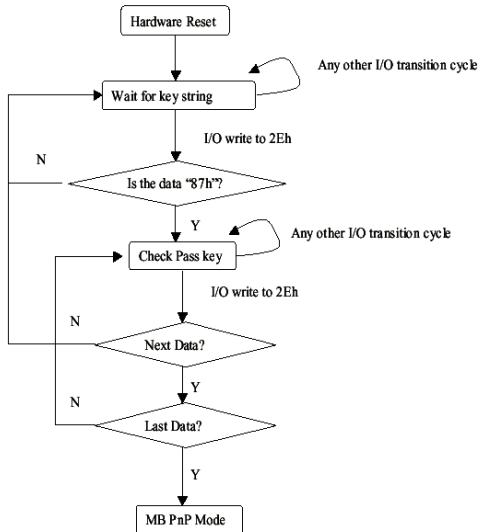 Hardware Reset
Any other I/O transition cycle
Wait for key string
I/O write to 2Eh
N
Is the data “87h”?
Y
Any other I/O transition cycle
Check Pass key
I/O write to 2Eh
N
Next Data?
Y
N
Last Data?
Y
MB PnP Mode